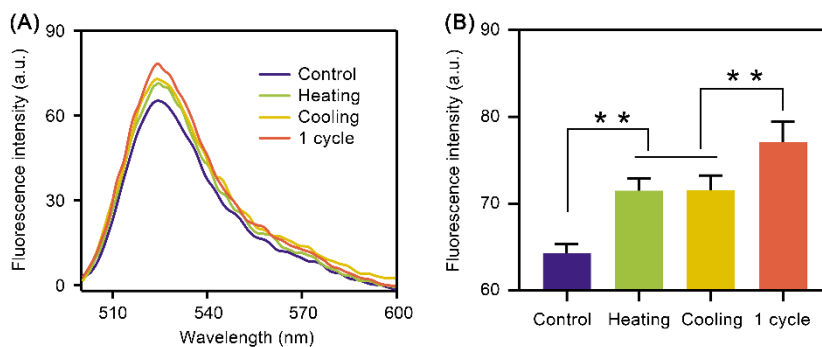 (A)
Fluorescence intensity (a.u.)
90
60
30
0
510
540
570
600
Wavelength (nm)
Control
Heating
Cooling
1 cycle
(B)
Fluorescence intensity (a.u.)
90
80
70
60
**
**
Control
Heating
Cooling
1 cycle